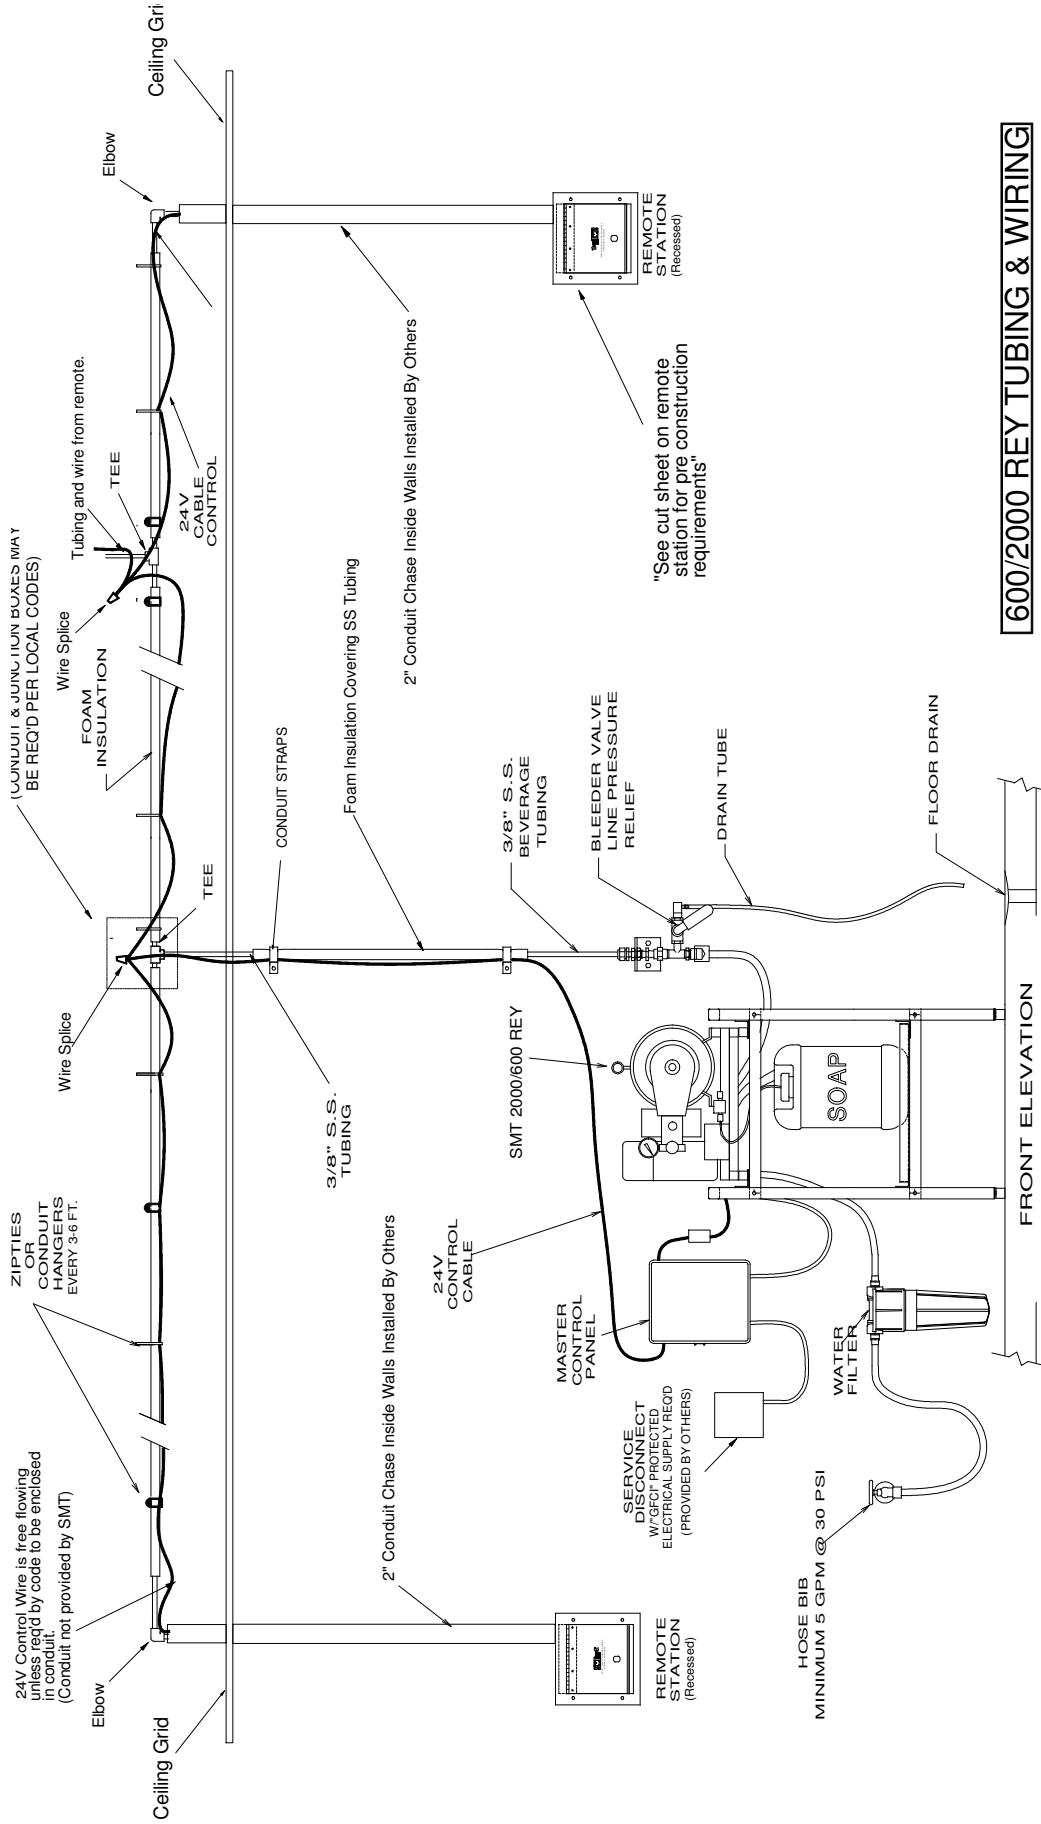 24V Control Wire is free flowing
unless req'd by code to be enclosed
in conduit.
(Conduit not provided by SMT)
Elbow
Ceiling Grid
ZIPTIES
OR
CONDUIT
HANGERS
EVERY 3-6 FT.
Wire Splice
(CONDUIT & JUNCTION BOXES MAY
BE REQ'D PER LOCAL CODES)
TEE
FOAM
INSULATION
Wire Splice
Tubing and wire from remote.
TEE
24V
CABLE
CONTROL
Elbow
Ceiling Gri
2" Conduit Chase Inside Walls Installed By Others
3/8" S.S.
TUBING
CONDUIT STRAPS
Foam Insulation Covering SS Tubing
2" Conduit Chase Inside Walls Installed By Others
REMOTE
STATION
(Recessed)
24V
CONTROL
CABLE
SMT 2000/600 REY
3/8" S.S.
BEVERAGE
TUBING
BLEEDER VALVE
LINE PRESSURE
RELIEF
DRAIN TUBE
FLOOR DRAIN
REMOTE
STATION
(Recessed)
"See cut sheet on remote
station for pre construction
requirements"
MASTER
CONTROL
PANEL
SERVICE
DISCONNECT
W/"GFCI" PROTECTED
ELECTRICAL SUPPLY REQ'D
(PROVIDED BY OTHERS)
SOAP
WATER
FILTER
HOSE BIB
MINIMUM 5 GPM @ 30 PSI
FRONT ELEVATION
600/2000 REY TUBING & WIRING